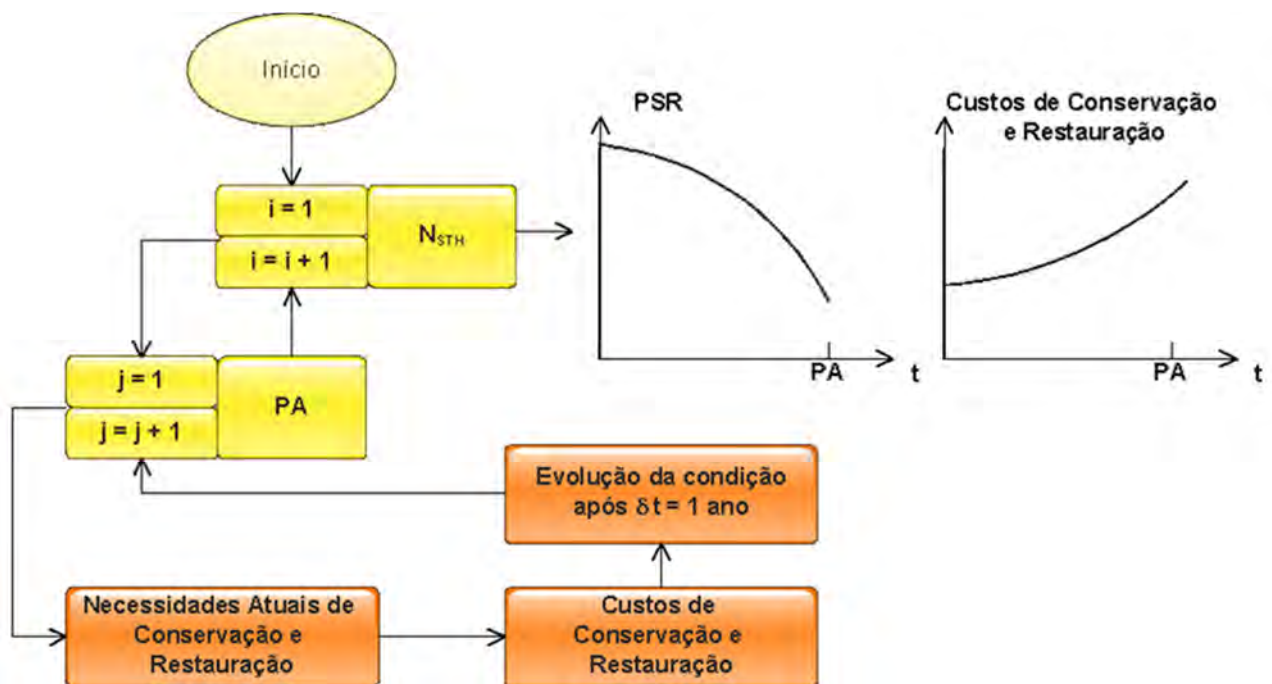 Início
PSR
Custos de Conservação
e Restauração
i = 1
i = i + 1
N_STH
PA
t
PA
t
j = 1
j = j + 1
PA
Evolução da condição
após δt = 1 ano
Necessidades Atuais de
Conservação e
Restauração
Custos de
Conservação e
Restauração